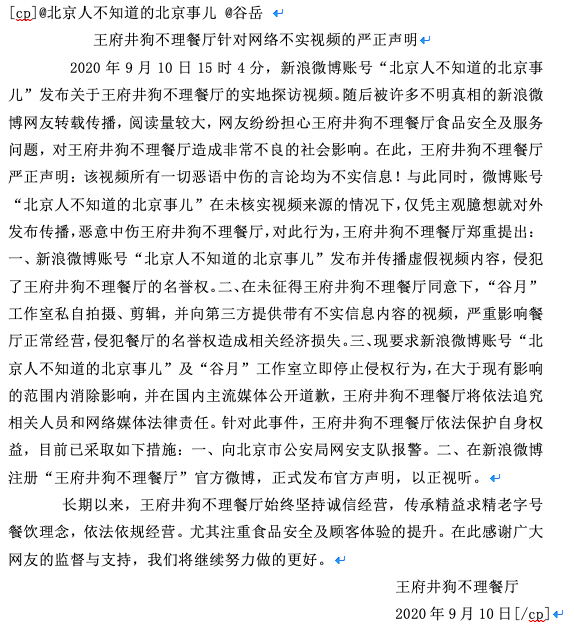 [cp]@北京人不知道的北京事儿 @谷岳
王府井狗不理餐厅针对网络不实视频的严正声明
2020 年 9 月 10 日 15 时 4 分，新浪微博账号“北京人不知道的北京事
儿”发布关于王府井狗不理餐厅的实地探访视频。随后被许多不明真相的新浪微
博网友转载传播，阅读量较大，网友纷纷担心王府井狗不理餐厅食品安全及服务
问题，对王府井狗不理餐厅造成非常不良的社会影响。在此，王府井狗不理餐厅
严正声明：该视频所有一切恶语中伤的言论均为不实信息！与此同时，微博账号
“北京人不知道的北京事儿”在未核实视频来源的情况下，仅凭主观臆想就对外
发布传播，恶意中伤王府井狗不理餐厅，对此行为，王府井狗不理餐厅郑重提出：
一、新浪微博账号“北京人不知道的北京事儿”发布并传播虚假视频内容，侵犯
了王府井狗不理餐厅的名誉权。二、在未征得王府井狗不理餐厅同意下，“谷月”
工作室私自拍摄、剪辑，并向第三方提供带有不实信息内容的视频，严重影响餐
厅正常经营，侵犯餐厅的名誉权造成相关经济损失。三、现要求新浪微博账号“北
京人不知道的北京事儿”及“谷月”工作室立即停止侵权行为，在大于现有影响
的范围内消除影响，并在国内主流媒体公开道歉，王府井狗不理餐厅将依法追究
相关人员和网络媒体法律责任。针对此事件，王府井狗不理餐厅依法保护自身权
益，目前已采取如下措施：一、向北京市公安局网安支队报警。二、在新浪微博
注册“王府井狗不理餐厅”官方微博，正式发布官方声明，以正视听。
长期以来，王府井狗不理餐厅始终坚持诚信经营，传承精益求精老字号
餐饮理念，依法依规经营。尤其注重食品安全及顾客体验的提升。在此感谢广大
网友的监督与支持，我们将继续努力做的更好。
王府井狗不理餐厅
2020 年 9 月 10 日[/cp]